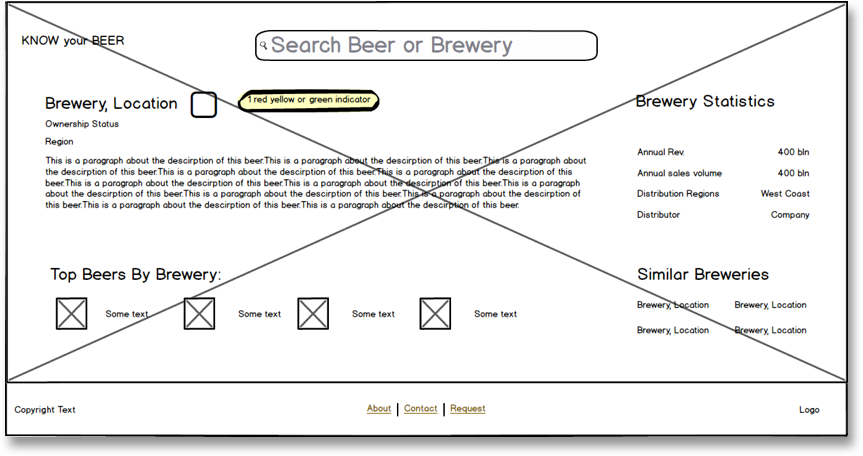 KNOW your BEER
Search Beer or Brewery
Brewery, Location
1 red yellow or green indicator
Ownership Status
Region
This is a paragraph about the descirption of this beer.This is a paragraph about the descirption of this beer.This is a paragraph about
the descirption of this beer.This is a paragraph about the descirption of this beer.This is a paragraph about the descirption of this
beer.This is a paragraph about the descirption of this beer.This is a paragraph about the descirption of this beer.This is a paragraph
about the descirption of this beer.This is a paragraph about the descirption of this beer.This is a paragraph about the descirption of
this beer.This is a paragraph about the descirption of this beer.This is a paragraph about the descirption of this beer.
Brewery Statistics
Annual Rev. 400 bln
Annual sales volume 400 bln
Distribution Regions West Coast
Distributor Company
Top Beers By Brewery:
Some text Some text Some text Some text
Similar Breweries
Brewery, Location Brewery, Location
Brewery, Location Brewery, Location
Copyright Text
About | Contact | Request
Logo